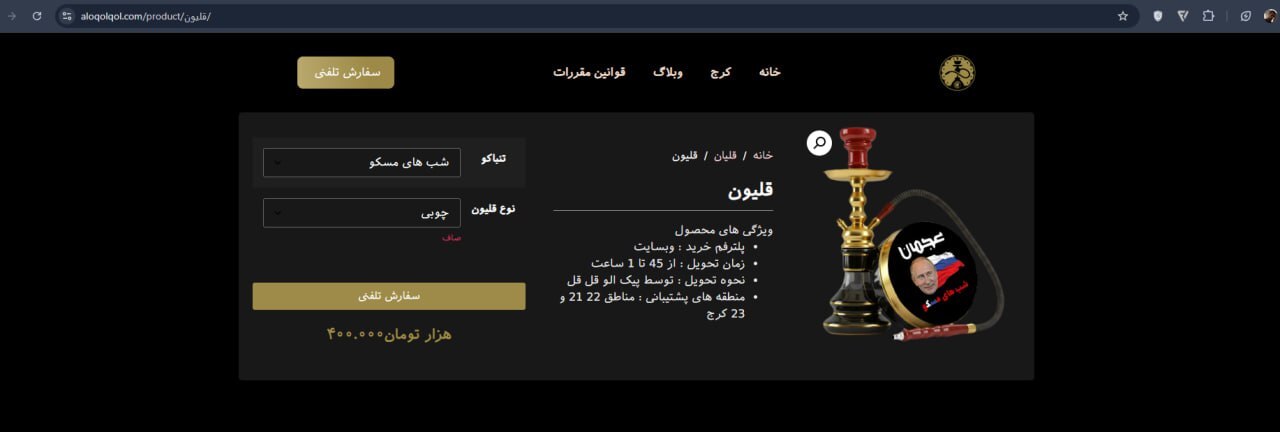 aloqolqol.com/product/قلیون/
خانه
کرج
وبلاگ
قوانین مقررات
سفارش تلفنی
خانه / قلیان / قلیون
قلیون
ویژگی های محصول
پلترفم خرید : وبسایت
زمان تحویل : از 45 تا 1 ساعت
نحوه تحویل : توسط پیک الو قل قل
منطقه های پشتیبانی : مناطق 22 21 و
23 کرج
تنباکو
شب های مسکو
نوع قلیون
چوبی
صاف
سفارش تلفنی
هزار تومان۴۰۰.۰۰۰
عجمان
شب های مسکو